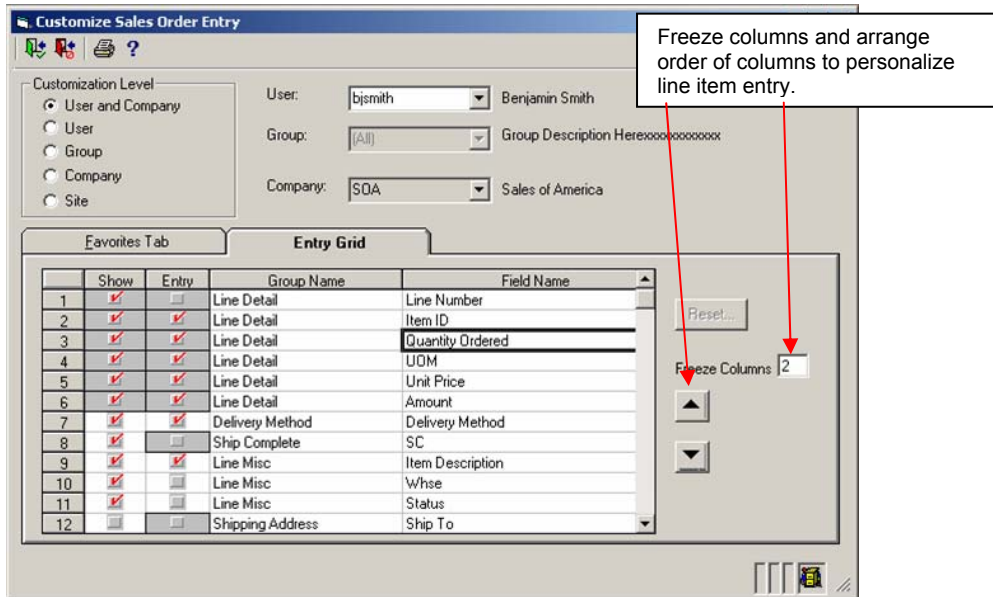 Customize Sales Order Entry
Freeze columns and arrange
order of columns to personalize
line item entry.
?
Customization Level
User and Company
User
Group
Company
Site
User: bjsmith Benjamin Smith
Group: (All) Group Description Herexxxxxxxxxxxxx
Company: SOA Sales of America
Favorites Tab Entry Grid
Show Entry Group Name Field Name
1 Line Detail Line Number
2 Line Detail Item ID
3 Line Detail Quantity Ordered
4 Line Detail UOM
5 Line Detail Unit Price
6 Line Detail Amount
7 Delivery Method Delivery Method
8 Ship Complete SC
9 Line Misc Item Description
10 Line Misc Whse
11 Line Misc Status
12 Shipping Address Ship To
Reset...
Freeze Columns 2